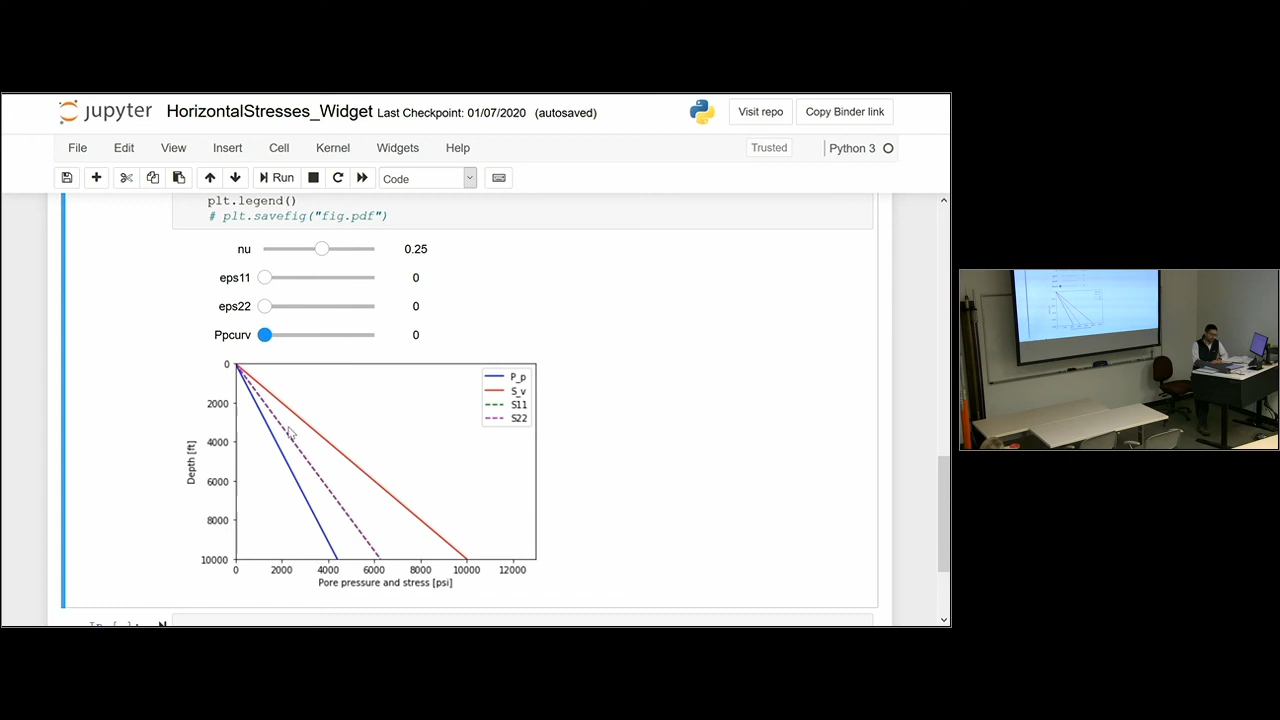 jupyter HorizontalStresses_Widget Last Checkpoint: 01/07/2020 (autosaved) Visit repo Copy Binder link
File Edit View Insert Cell Kernel Widgets Help Trusted Python 3
Run Code
plt.legend()
# plt.savefig("fig.pdf")
nu 0.25
eps11 0
eps22 0
Ppcurv 0
P_p
S_v
S11
S22
0
2000
4000
6000
8000
10000
Depth [ft]
0 2000 4000 6000 8000 10000 12000
Pore pressure and stress [psi]